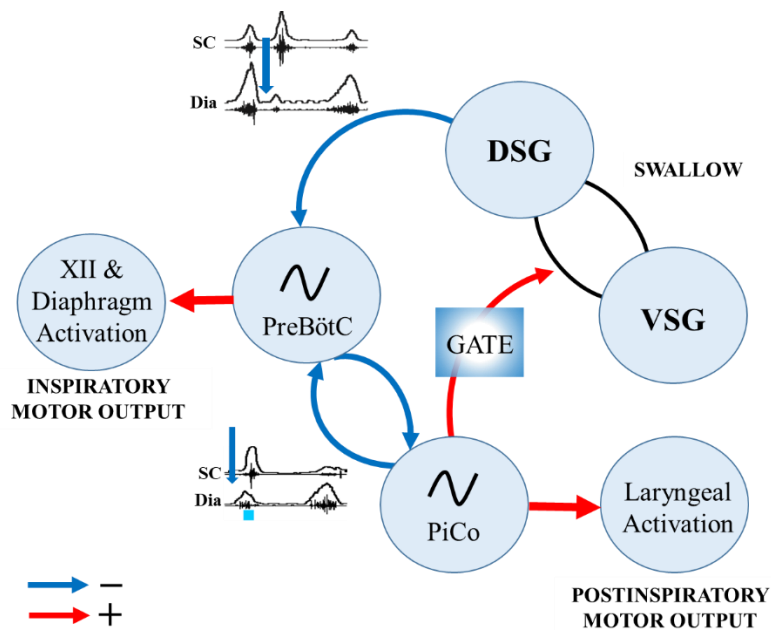 SC
Dia
DSG
SWALLOW
XII &
Diaphragm
Activation
PreBötC
VSG
GATE
INSPIRATORY
MOTOR OUTPUT
SC
Dia
PiCo
Laryngeal
Activation
POSTINSPIRATORY
MOTOR OUTPUT
−
+